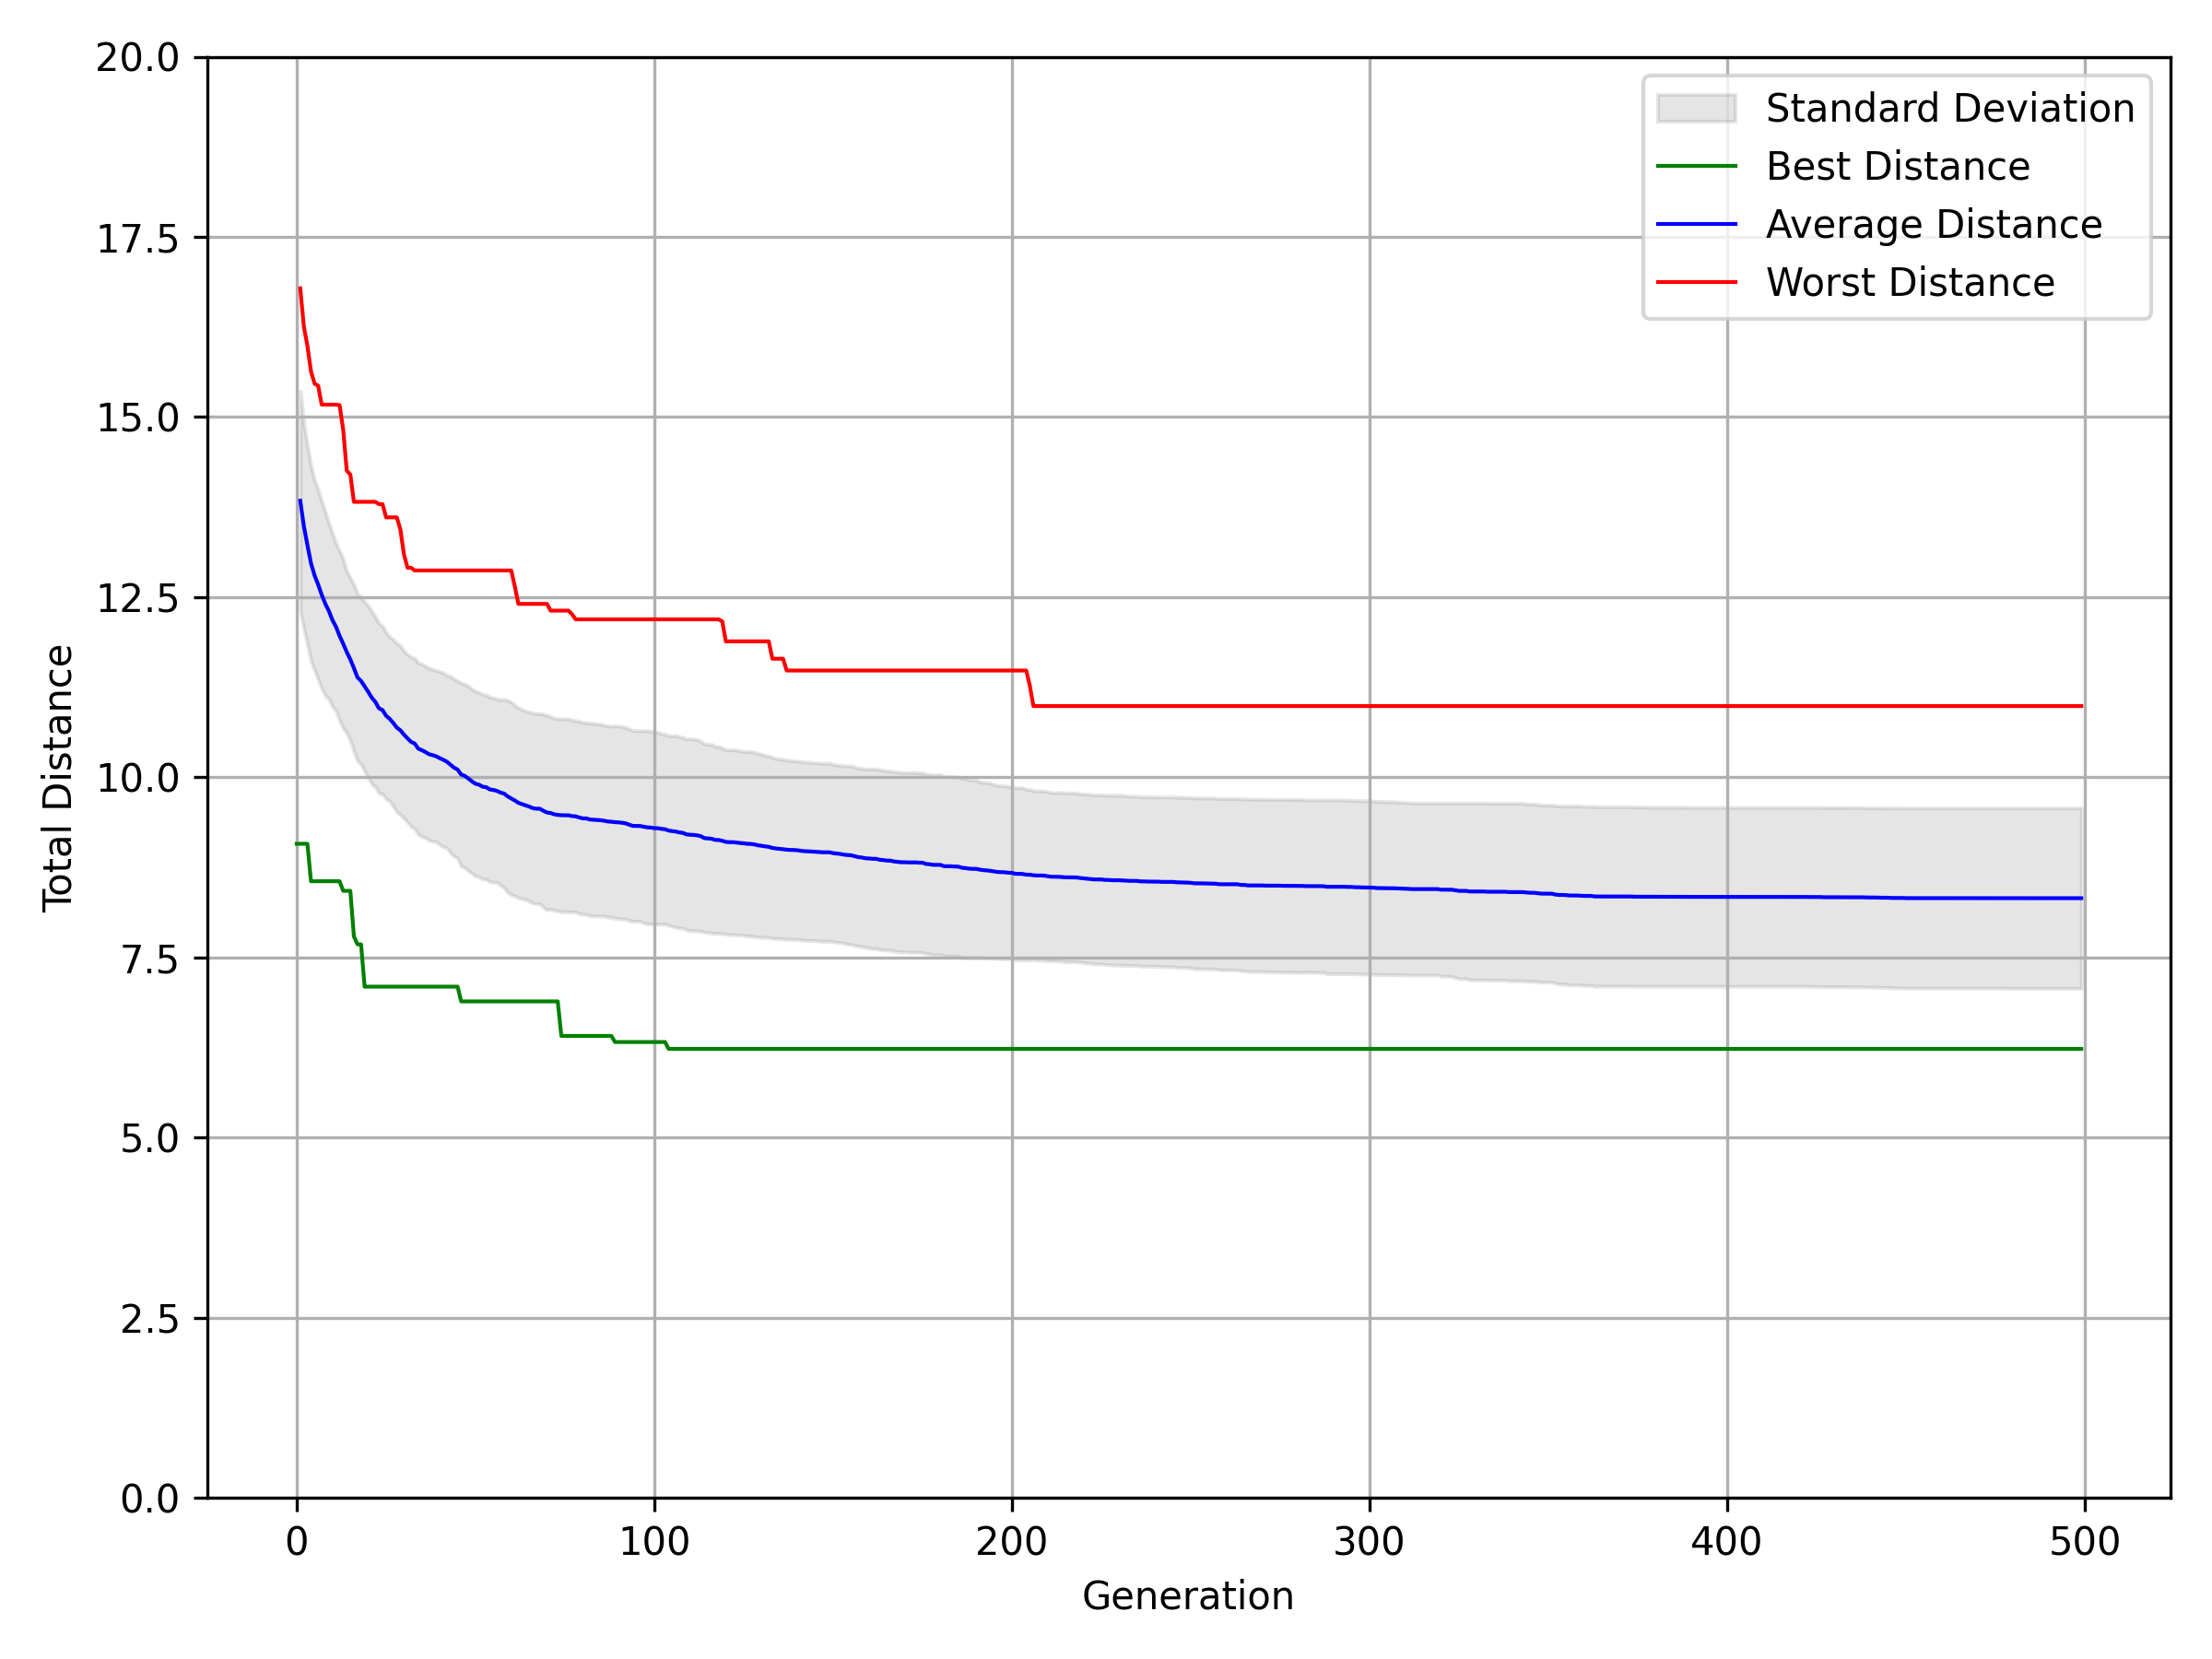 20.0
17.5
15.0
12.5
10.0
7.5
5.0
2.5
0.0
Total Distance
0 100 200 300 400 500
Generation
Standard Deviation
Best Distance
Average Distance
Worst Distance